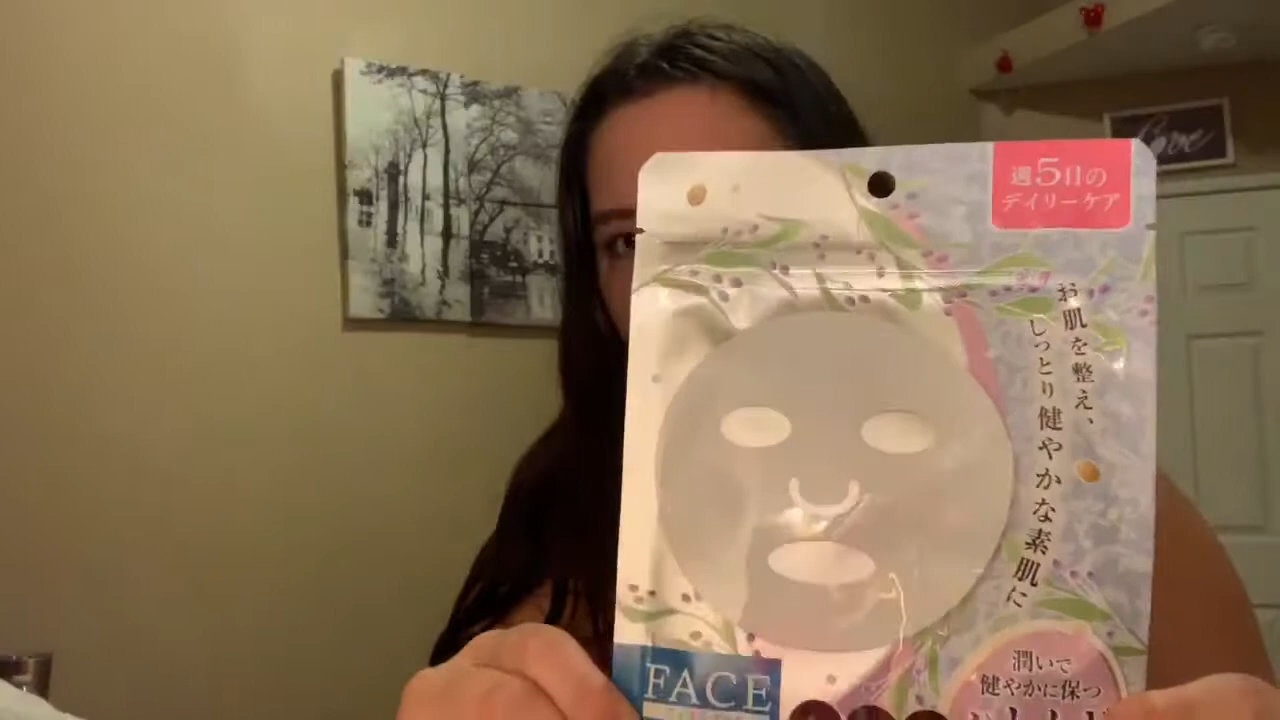 週5日の
デイリーケア
お肌を整え、
しっとり健やかな素肌に
Love
潤いで
健やかに保つ
FACE